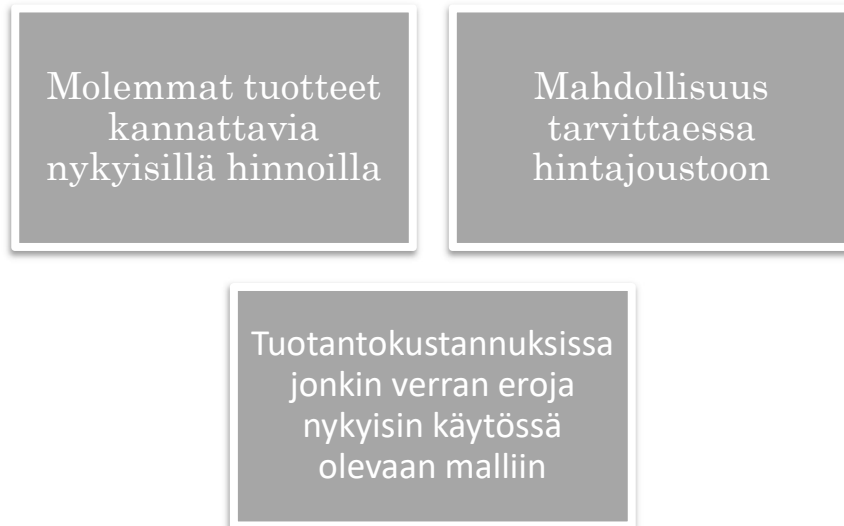 Molemmat tuotteet
kannattavia
nykyisillä hinnoilla
Mahdollisuus
tarvittaessa
hintajoustoon
Tuotantokustannuksissa
jonkin verran eroja
nykyisin käytössä
olevaan malliin